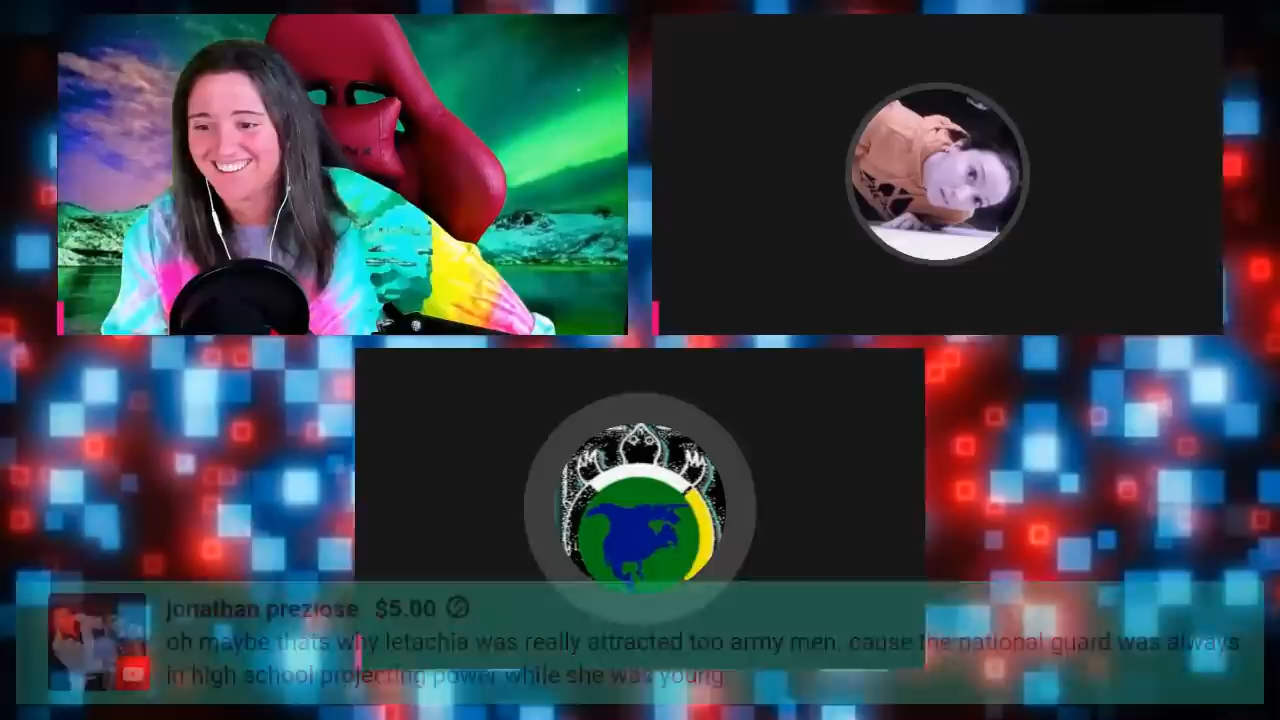 jonathan preziose $5.00
oh maybe thats why letachia was really attracted too army men, cause the national guard was always
in high school projecting power while she was young